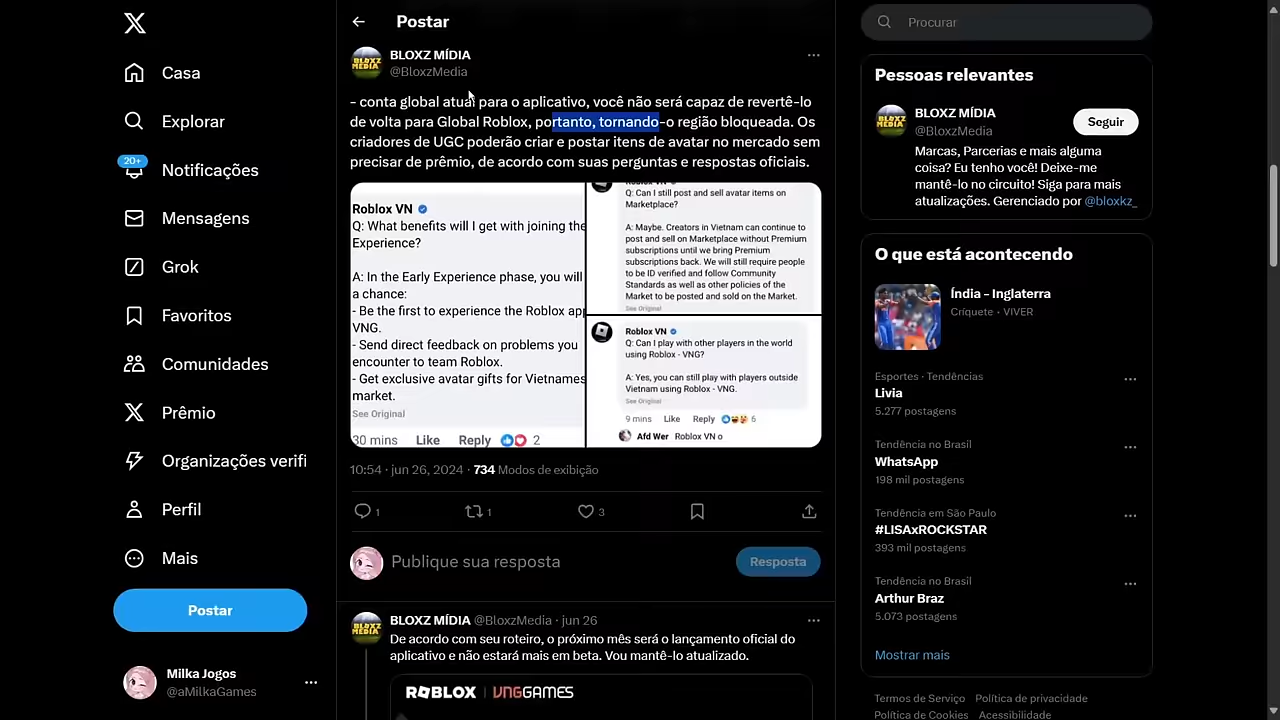 Casa
Explorar
20+
Notificações
Mensagens
Grok
Favoritos
Comunidades
Prêmio
Organizações verifi
Perfil
Mais
Postar
Milka Jogos
@aMilkaGames
Postar
BLOXZ MEDIA
BLOXZ MÍDIA
@BloxzMedia
- conta global atual para o aplicativo, você não será capaz de revertê-lo
de volta para Global Roblox, portanto, tornando-o região bloqueada. Os
criadores de UGC poderão criar e postar itens de avatar no mercado sem
precisar de prêmio, de acordo com suas perguntas e respostas oficiais.
Roblox VN
Q: What benefits will I get with joining the
Experience?
A: In the Early Experience phase, you will
a chance:
- Be the first to experience the Roblox app
VNG.
- Send direct feedback on problems you
encounter to team Roblox.
- Get exclusive avatar gifts for Vietnames
market.
See Original
30 mins Like Reply 2
Roblox VN
Q: Can I still post and sell avatar items on
Marketplace?
A: Maybe. Creators in Vietnam can continue to
post and sell on Marketplace without Premium
subscriptions until we bring Premium
subscriptions back. We will still require people
to be ID verified and follow Community
Standards as well as other policies of the
Market to be posted and sold on the Market.
See Original
Roblox VN
Q: Can I play with other players in the world
using Roblox - VNG?
A: Yes, you can still play with players outside
Vietnam using Roblox - VNG.
See Original
9 mins Like Reply 6
Afd Wer Roblox VN o
10:54 · jun 26, 2024 · 734 Modos de exibição
1 1 3
Publique sua resposta
Resposta
BLOXZ MEDIA
BLOXZ MÍDIA @BloxzMedia · jun 26
De acordo com seu roteiro, o próximo mês será o lançamento oficial do
aplicativo e não estará mais em beta. Vou mantê-lo atualizado.
ROBLOX | VNGGAMES
Procurar
Pessoas relevantes
BLOXZ MEDIA
BLOXZ MÍDIA
@BloxzMedia
Seguir
Marcas, Parcerias e mais alguma
coisa? Eu tenho você! Deixe-me
mantê-lo no circuito! Siga para mais
atualizações. Gerenciado por @bloxkz_
O que está acontecendo
Índia – Inglaterra
Críquete · VIVER
Esportes · Tendências
Livia
5.277 postagens
Tendência no Brasil
WhatsApp
198 mil postagens
Tendência em São Paulo
#LISAxROCKSTAR
393 mil postagens
Tendência no Brasil
Arthur Braz
5.073 postagens
Mostrar mais
Termos de Serviço Política de privacidade
Política de Cookies Acessibilidade